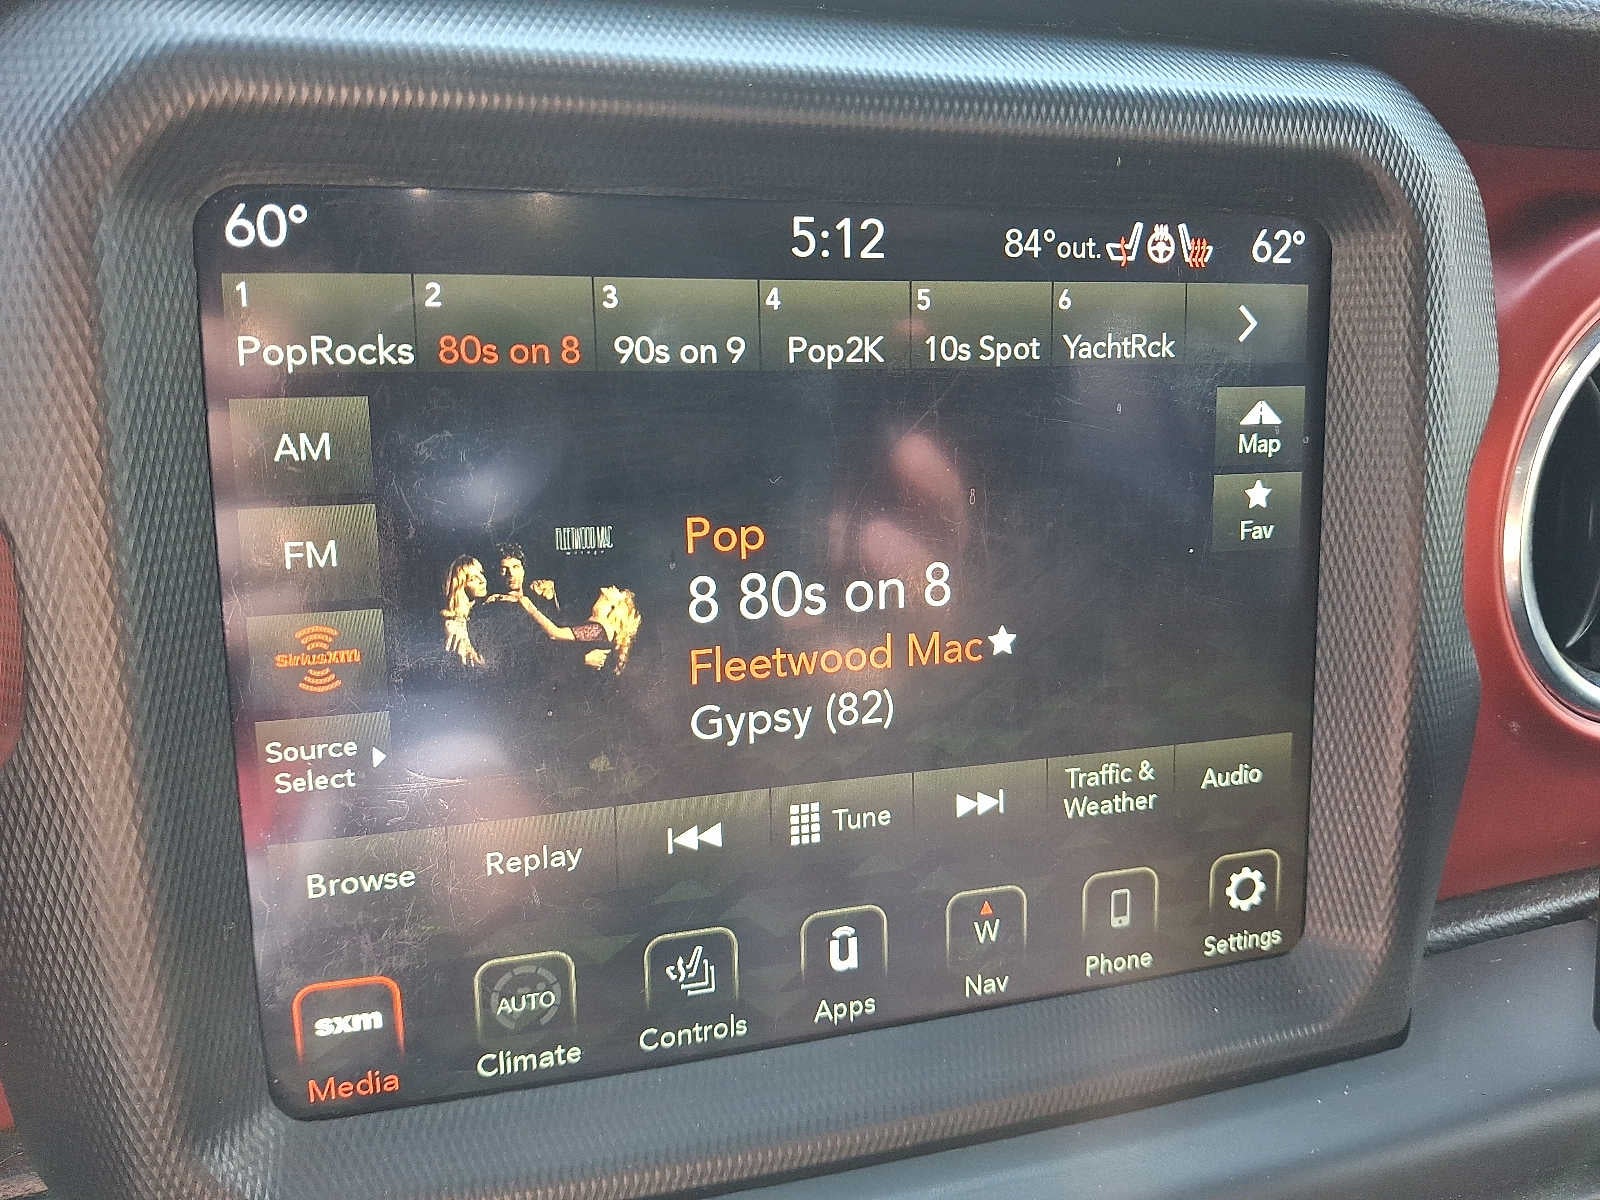 60° 5:12 84°out. 62°
1 2 3 4 5 6
PopRocks 80s on 8 90s on 9 Pop2K 10s Spot YachtRck
AM
FM
SiriusXM
Source
Select
Map
Fav
FLEETWOOD MAC
Pop
8 80s on 8
Fleetwood Mac
Gypsy (82)
Browse Replay Tune
Traffic &
Weather
Audio
sxm AUTO W
Media Climate Controls Apps Nav Phone Settings